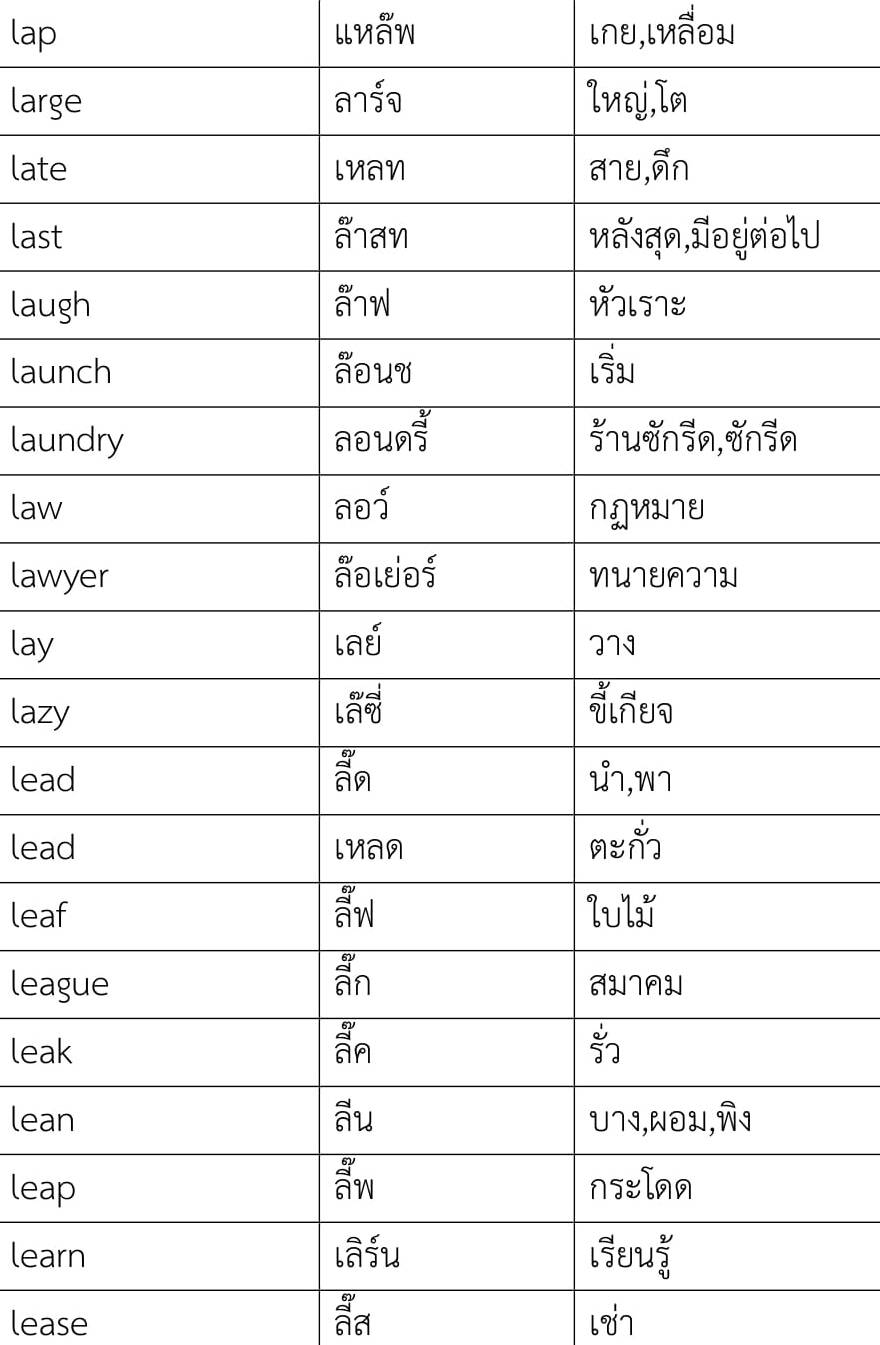 lap แหล๊พ เกย,เหลื่อม
large ลาร์จ ใหญ่,โต
late เหลท สาย,ดึก
last ล๊าสท หลังสุด,มีอยู่ต่อไป
laugh ล๊าฟ หัวเราะ
launch ล๊อนช เริ่ม
laundry ลอนดรี้ ร้านซักรีด,ซักรีด
law ลอว์ กฏหมาย
lawyer ล๊อเย่อร์ ทนายความ
lay เลย์ วาง
lazy เล๊ซี่ ขี้เกียจ
lead ลี๊ด นำ,พา
lead เหลด ตะกั่ว
leaf ลี๊ฟ ใบไม้
league ลี๊ก สมาคม
leak ลี๊ค รั่ว
lean ลีน บาง,ผอม,พิง
leap ลี๊พ กระโดด
learn เลิร์น เรียนรู้
lease ลี๊ส เช่า